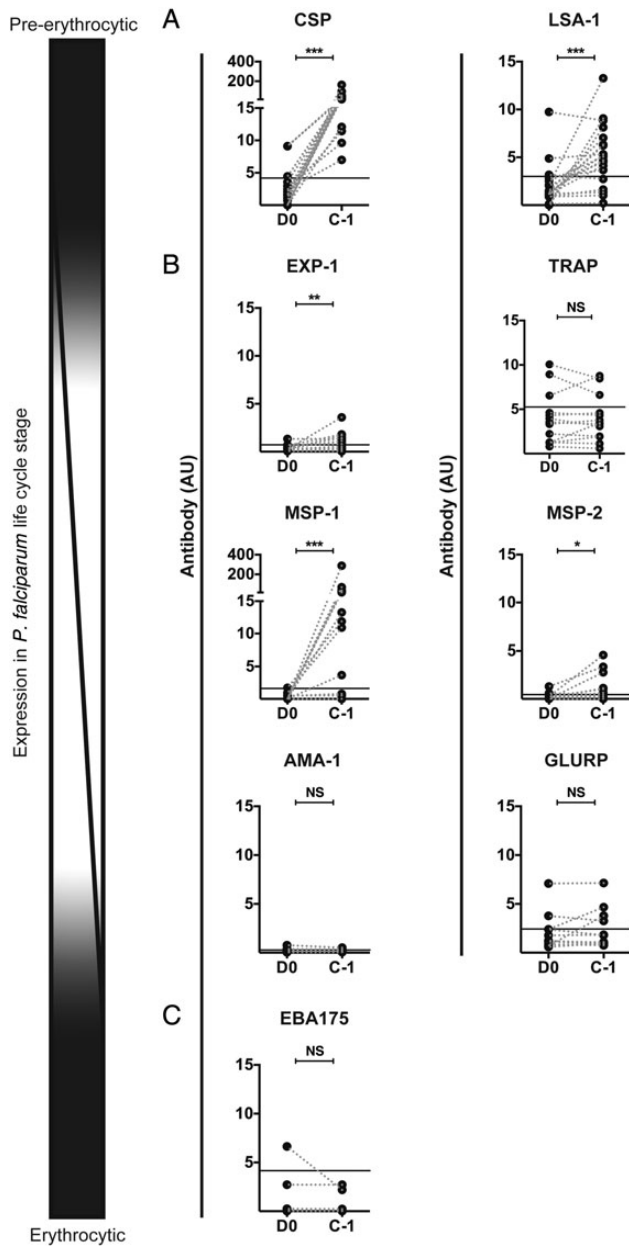 Pre-erythrocytic
Expression in P. falciparum life cycle stage
Erythrocytic
A
Antibody (AU)
CSP
***
400
200
15
10
5
D0 C-1
LSA-1
***
15
10
5
D0 C-1
B
EXP-1
**
15
10
5
D0 C-1
Antibody (AU)
TRAP
NS
15
10
5
D0 C-1
MSP-1
***
400
200
15
10
5
D0 C-1
MSP-2
*
15
10
5
D0 C-1
AMA-1
NS
15
10
5
D0 C-1
GLURP
NS
15
10
5
D0 C-1
C
EBA175
NS
15
10
5
D0 C-1